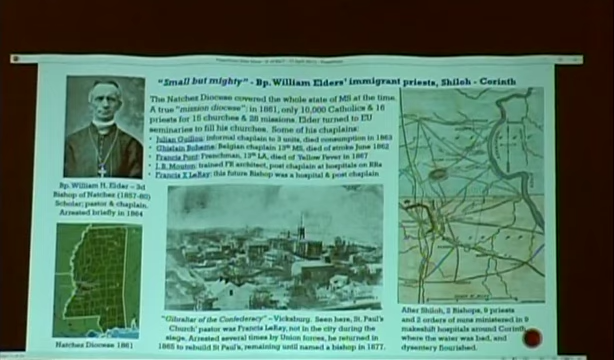 "Small but mighty" - Bp. William Elders' immigrant priests, Shiloh - Corinth
The Natchez Diocese covered the whole state of MS at the time.
A true "mission diocese"; in 1861, only 10,000 Catholics & 16
priests for 15 churches & 28 missions. Elder turned to EU
seminaries to fill his churches. Some of his chaplains:
• Julian Guillou: informal chaplain to 3 units, died consumption in 1863
• Ghislain Boheme: Belgian chaplain 13th MS, died of stroke June 1862
• Francis Pont: Frenchman, 13th LA, died of Yellow Fever in 1867
• J.B. Mouton: trained FR architect, post chaplain at hospitals on RRs
• Francis X LeRay: this future Bishop was a hospital & post chaplain
Bp. William H. Elder – 3d
Bishop of Natchez (1857-80)
Scholar; pastor & chaplain.
Arrested briefly in 1864
Natchez Diocese 1861
"Gibraltar of the Confederacy" – Vicksburg. Seen here, St. Paul's
Church' pastor was Francis LeRay, not in the city during the
siege. Arrested several times by Union forces, he returned in
1865 to rebuild St Paul's, remaining until named a bishop in 1877.
After Shiloh, 2 Bishops, 9 priests
and 2 orders of nuns ministered in 9
makeshift hospitals around Corinth
where the water was bad, and
dysentery flourished.